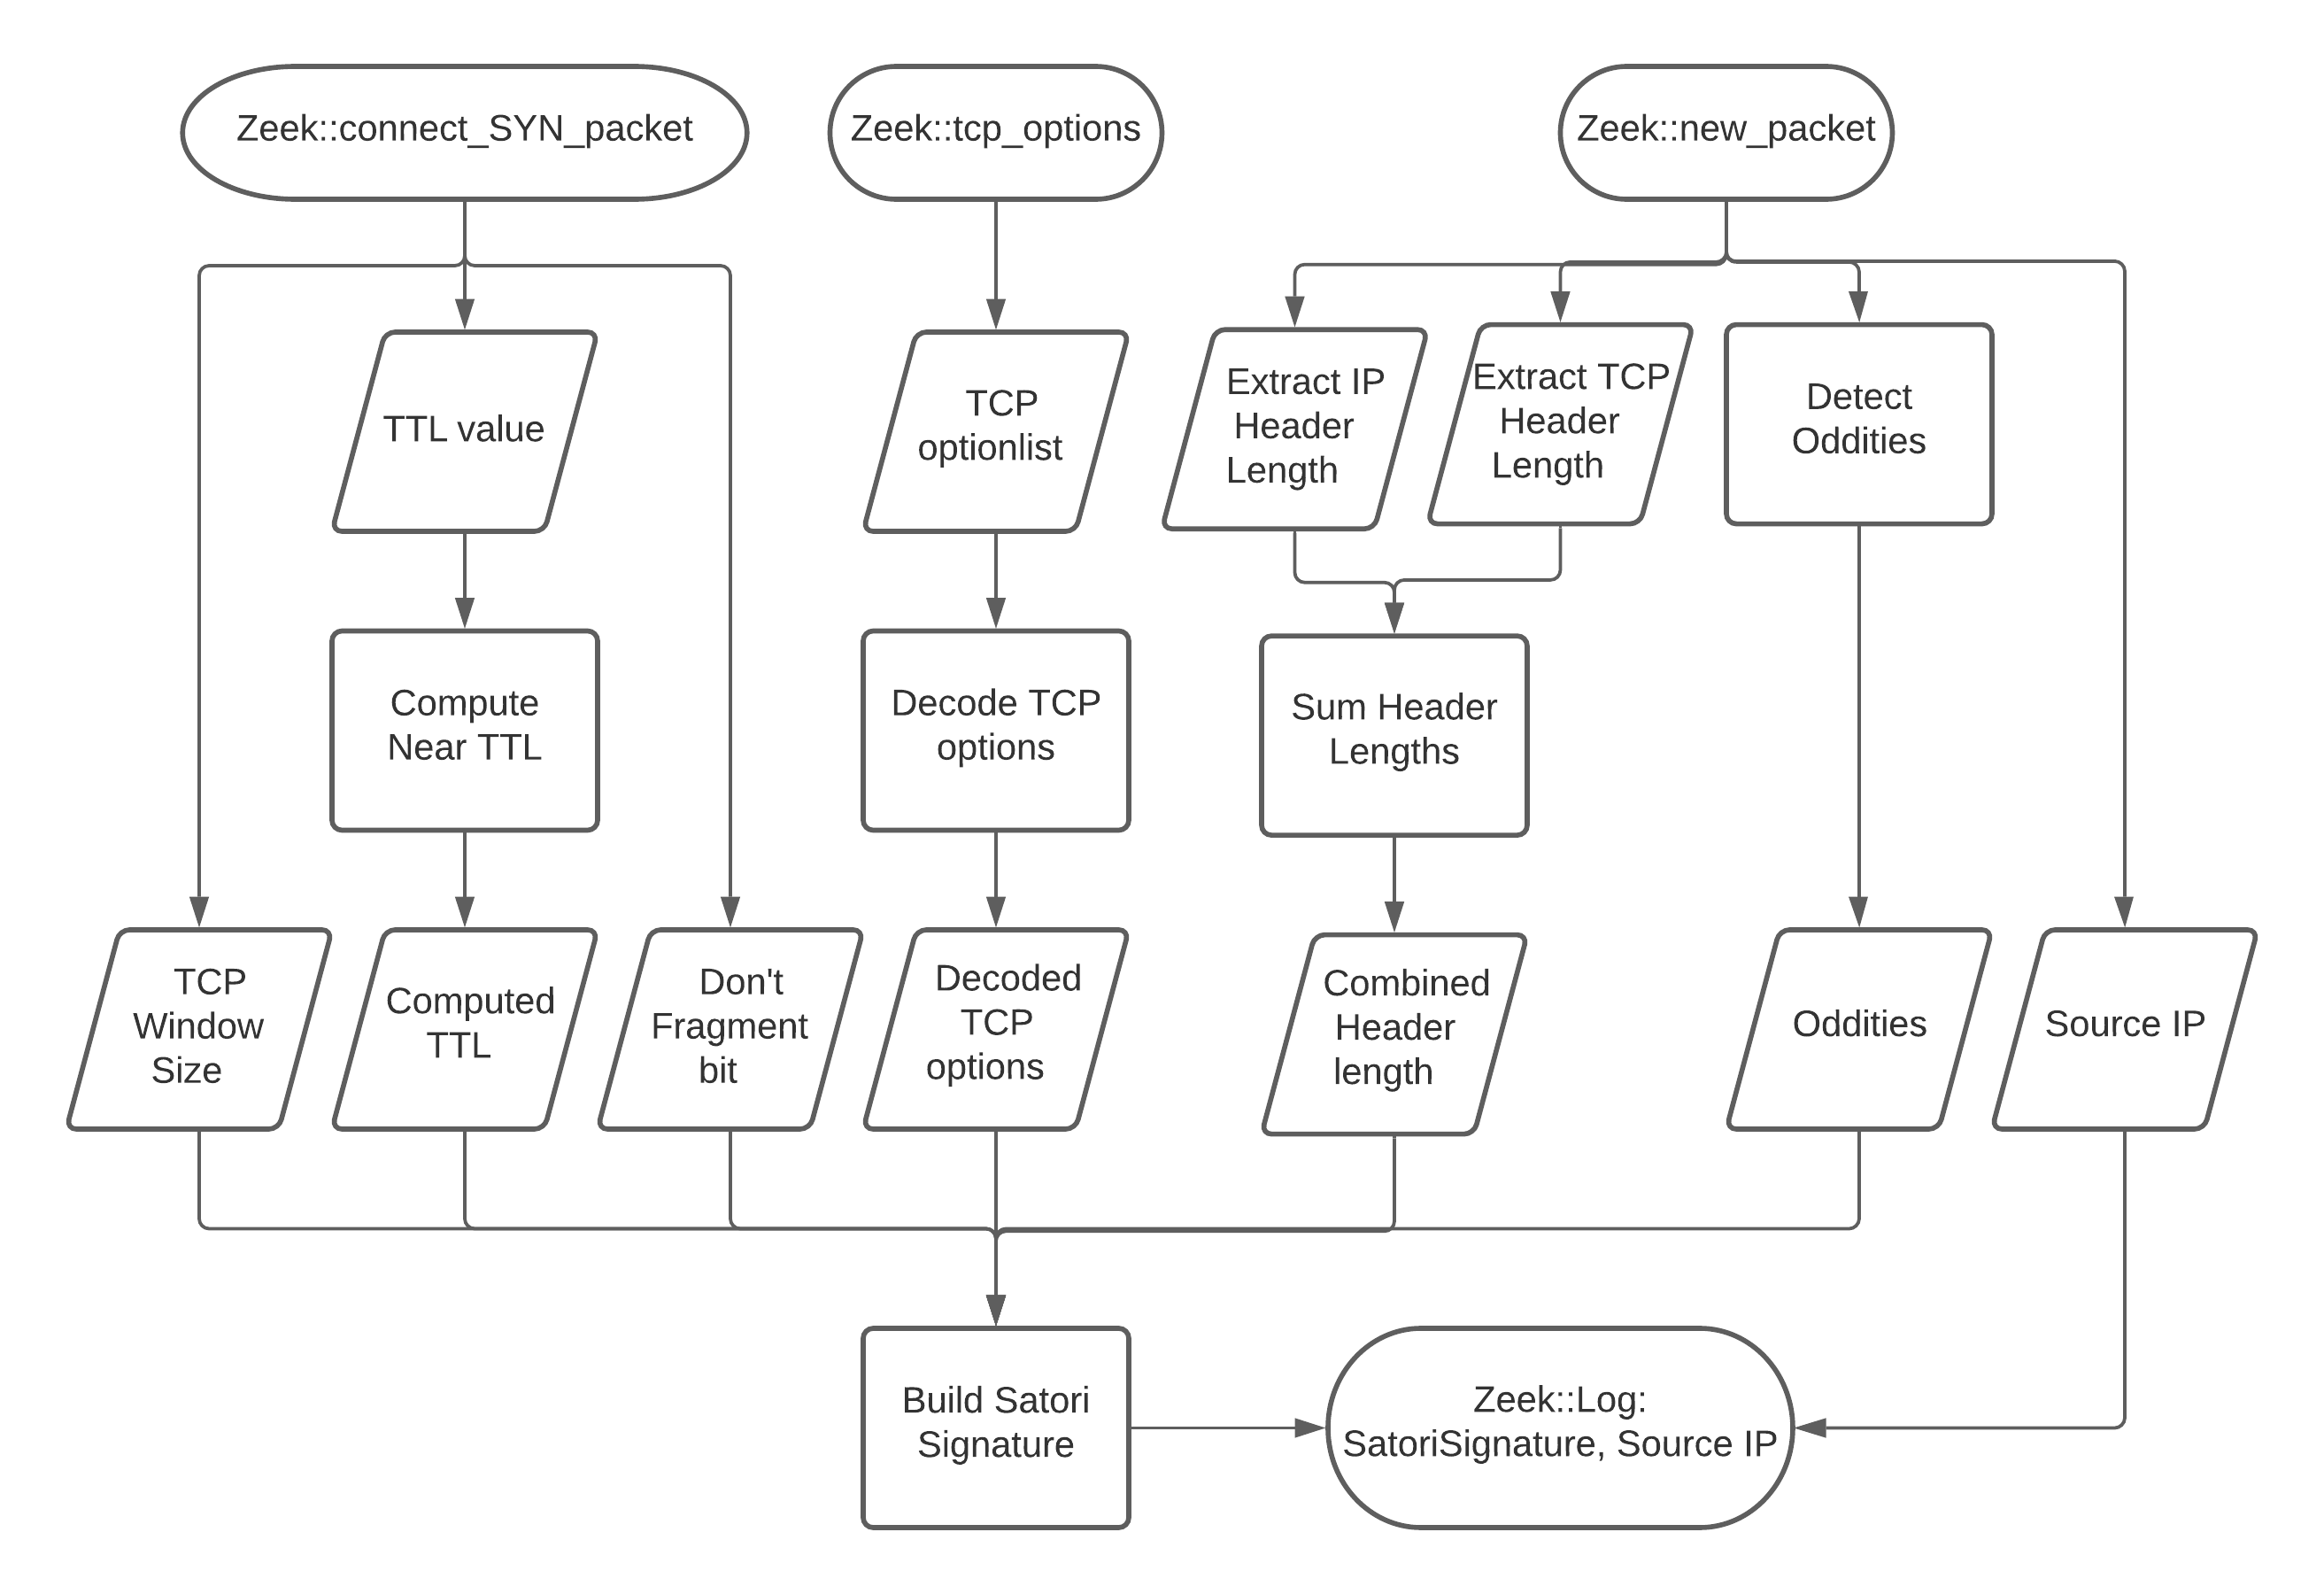 Zeek::connect_SYN_packet
Zeek::tcp_options
Zeek::new_packet
TTL value
TCP
optionlist
Extract IP
Header
Length
Extract TCP
Header
Length
Detect
Oddities
Compute
Near TTL
Decode TCP
options
Sum Header
Lengths
TCP
Window
Size
Computed
TTL
Don't
Fragment
bit
Decoded
TCP
options
Combined
Header
length
Oddities
Source IP
Build Satori
Signature
Zeek::Log:
SatoriSignature, Source IP